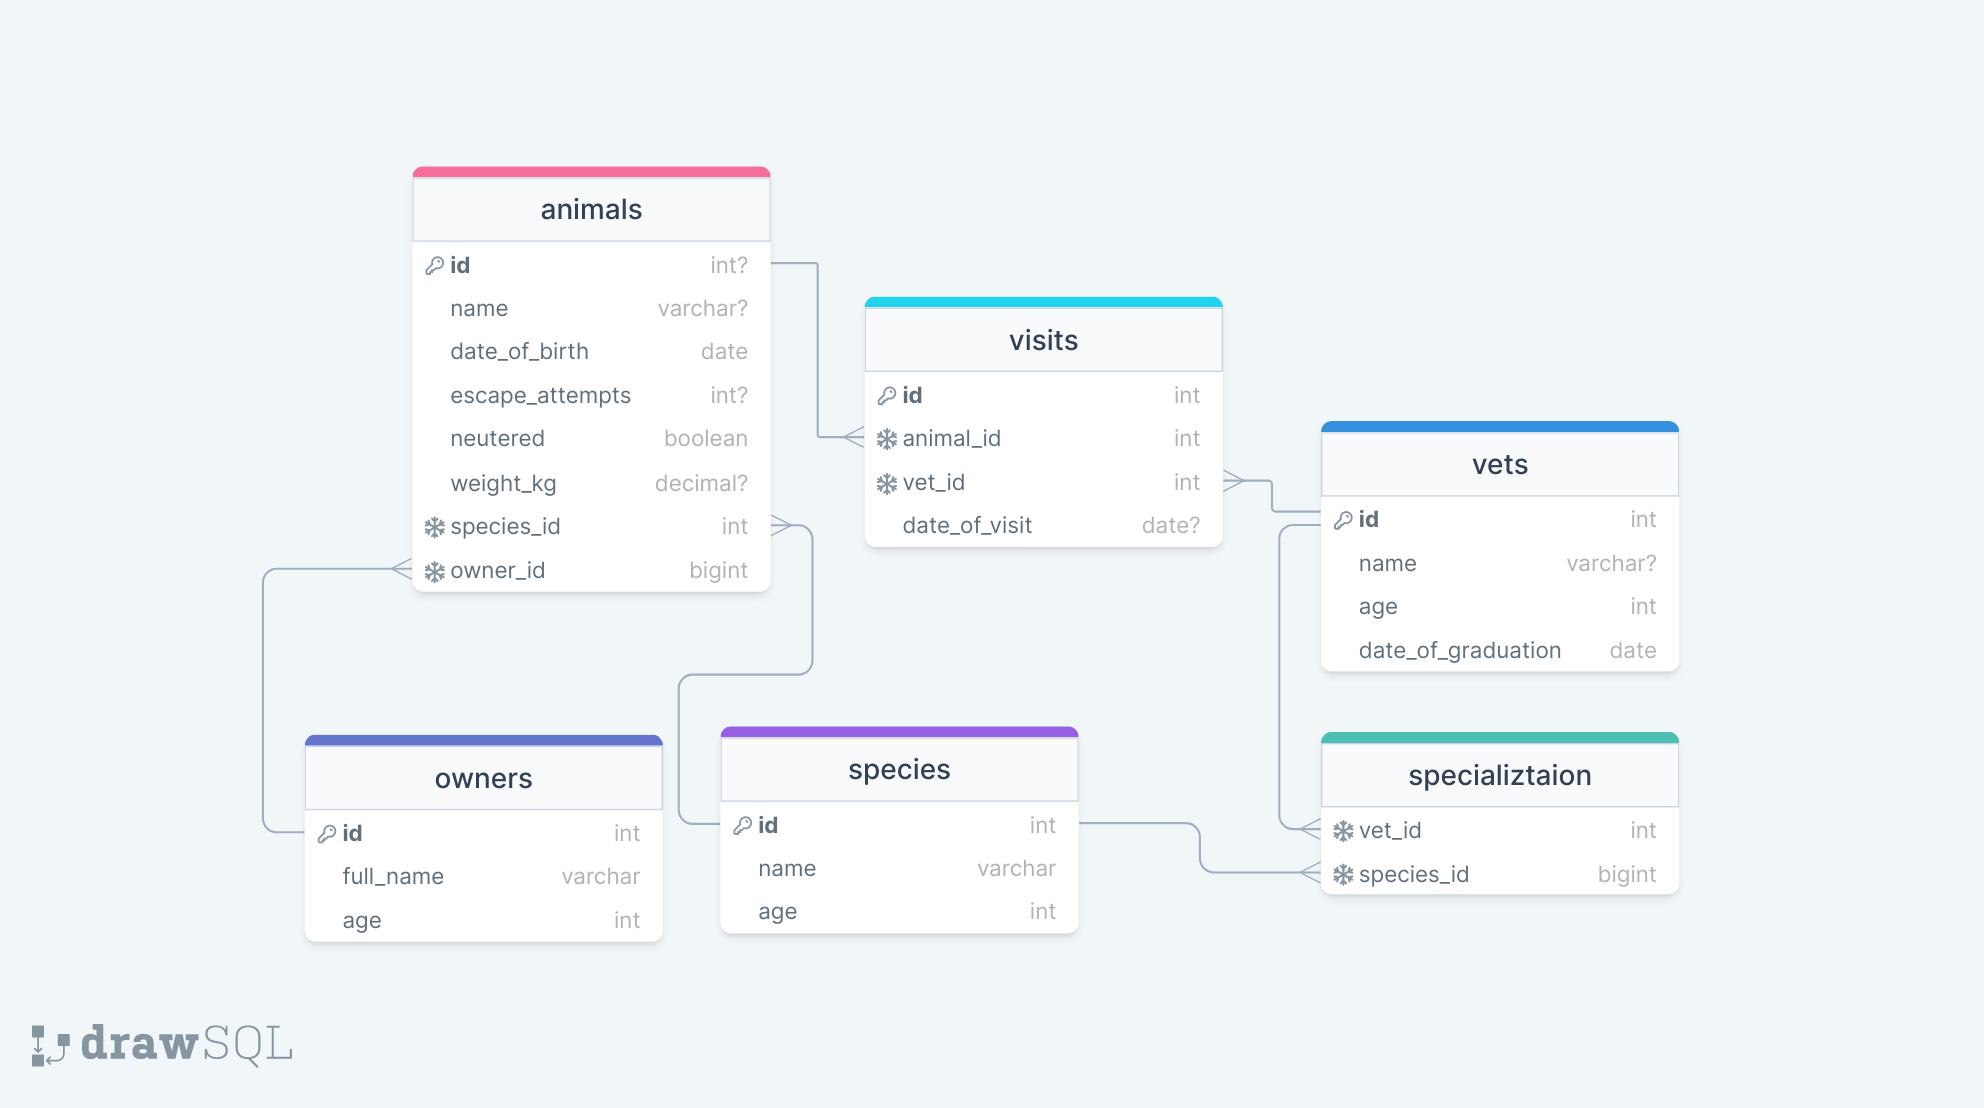 animals
id int?
name varchar?
date_of_birth date
escape_attempts int?
neutered boolean
weight_kg decimal?
species_id int
owner_id bigint
visits
id int
animal_id int
vet_id int
date_of_visit date?
vets
id int
name varchar?
age int
date_of_graduation date
owners
id int
full_name varchar
age int
species
id int
name varchar
age int
specializtaion
vet_id int
species_id bigint
drawSQL